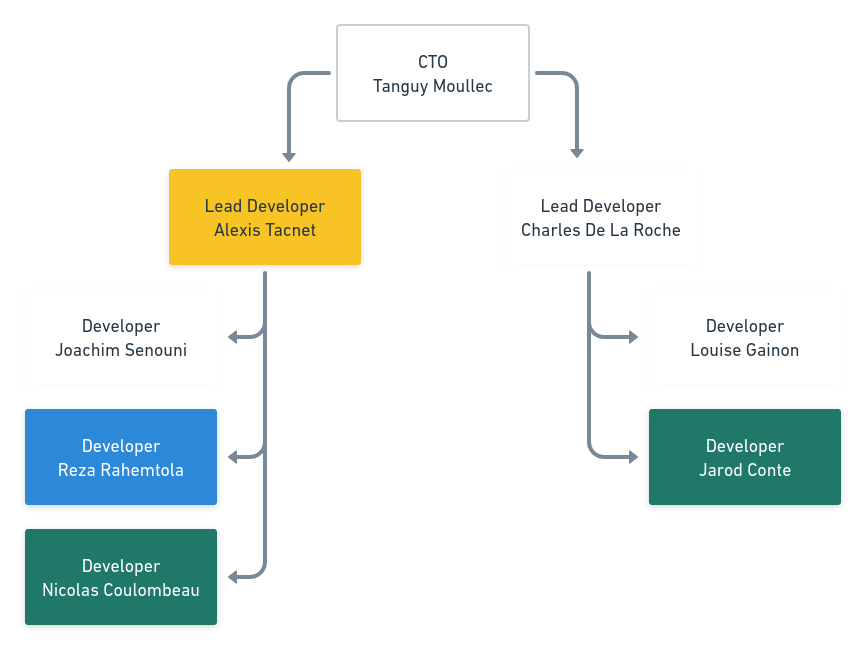 CTO
Tanguy Moullec
Lead Developer
Alexis Tacnet
Lead Developer
Charles De La Roche
Developer
Joachim Senouni
Developer
Louise Gainon
Developer
Reza Rahemtola
Developer
Jarod Conte
Developer
Nicolas Coulombeau